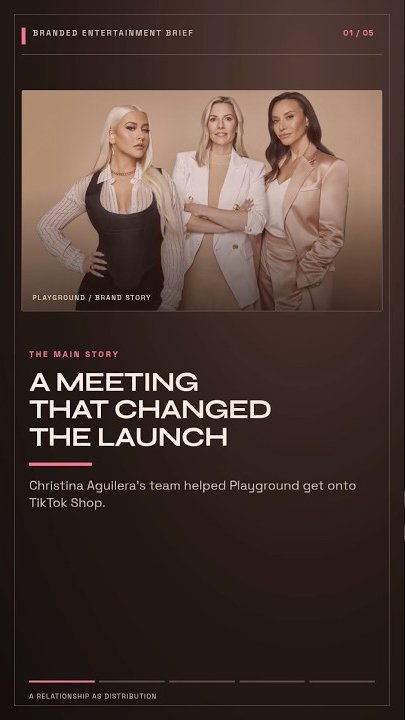 BRANDED ENTERTAINMENT BRIEF
01 / 05
PLAYGROUND / BRAND STORY
THE MAIN STORY
A MEETING
THAT CHANGED
THE LAUNCH
Christina Aguilera's team helped Playground get onto
TikTok Shop.
A RELATIONSHIP AS DISTRIBUTION